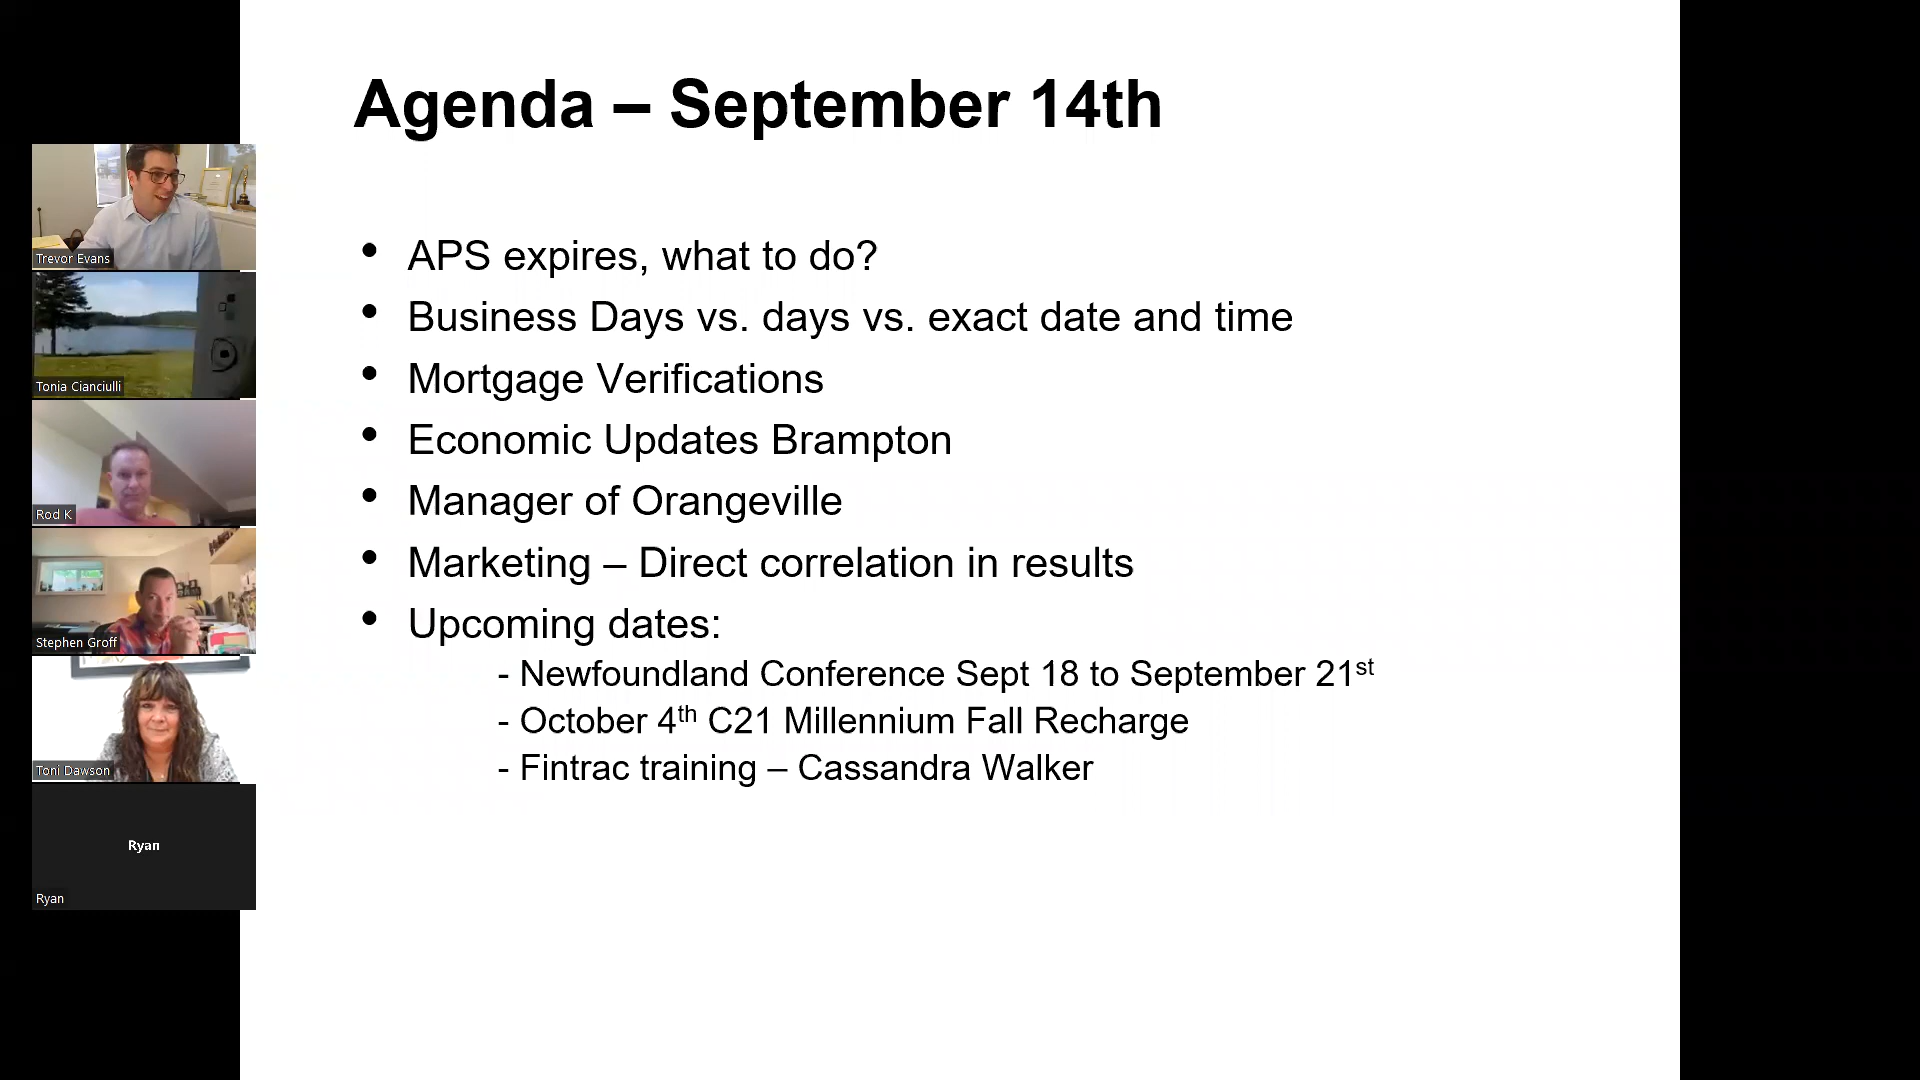 Agenda – September 14th
• APS expires, what to do?
• Business Days vs. days vs. exact date and time
• Mortgage Verifications
• Economic Updates Brampton
• Manager of Orangeville
• Marketing – Direct correlation in results
• Upcoming dates:
- Newfoundland Conference Sept 18 to September 21st
- October 4th C21 Millennium Fall Recharge
- Fintrac training – Cassandra Walker
Trevor Evans
Tonia Cianciulli
Rod K
Stephen Groff
Toni Dawson
Ryan
Ryan